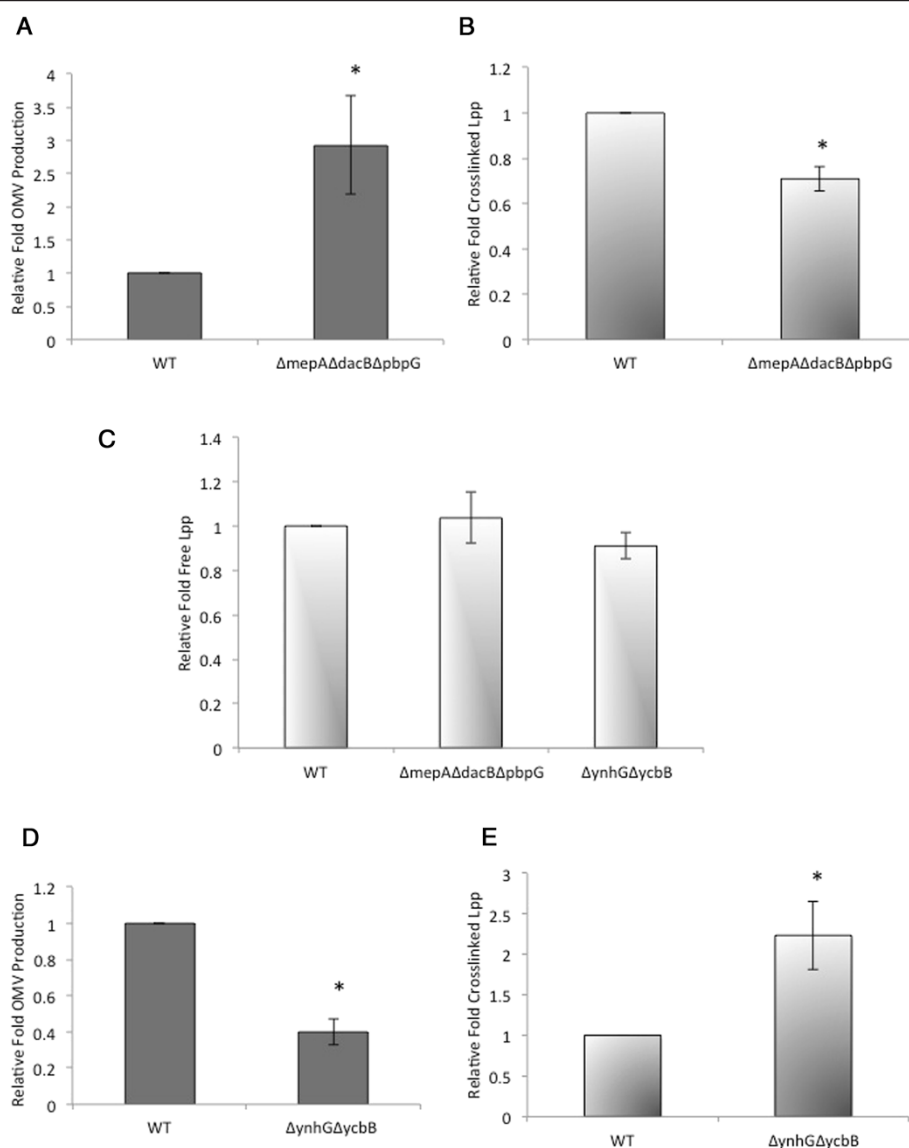 A
Relative Fold OMV Production
4
3.5
3
2.5
2
1.5
1
0.5
0
*
WT
ΔmepAΔdacBΔpbpG
B
Relative Fold Crosslinked Lpp
1.2
1
0.8
0.6
0.4
0.2
0
*
WT
ΔmepAΔdacBΔpbpG
C
Relative Fold Free Lpp
1.4
1.2
1
0.8
0.6
0.4
0.2
0
WT
ΔmepAΔdacBΔpbpG
ΔynhGΔycbB
D
Relative Fold OMV Production
1.2
1
0.8
0.6
0.4
0.2
0
*
WT
ΔynhGΔycbB
E
Relative Fold Crosslinked Lpp
3
2.5
2
1.5
1
0.5
0
*
WT
ΔynhGΔycbB